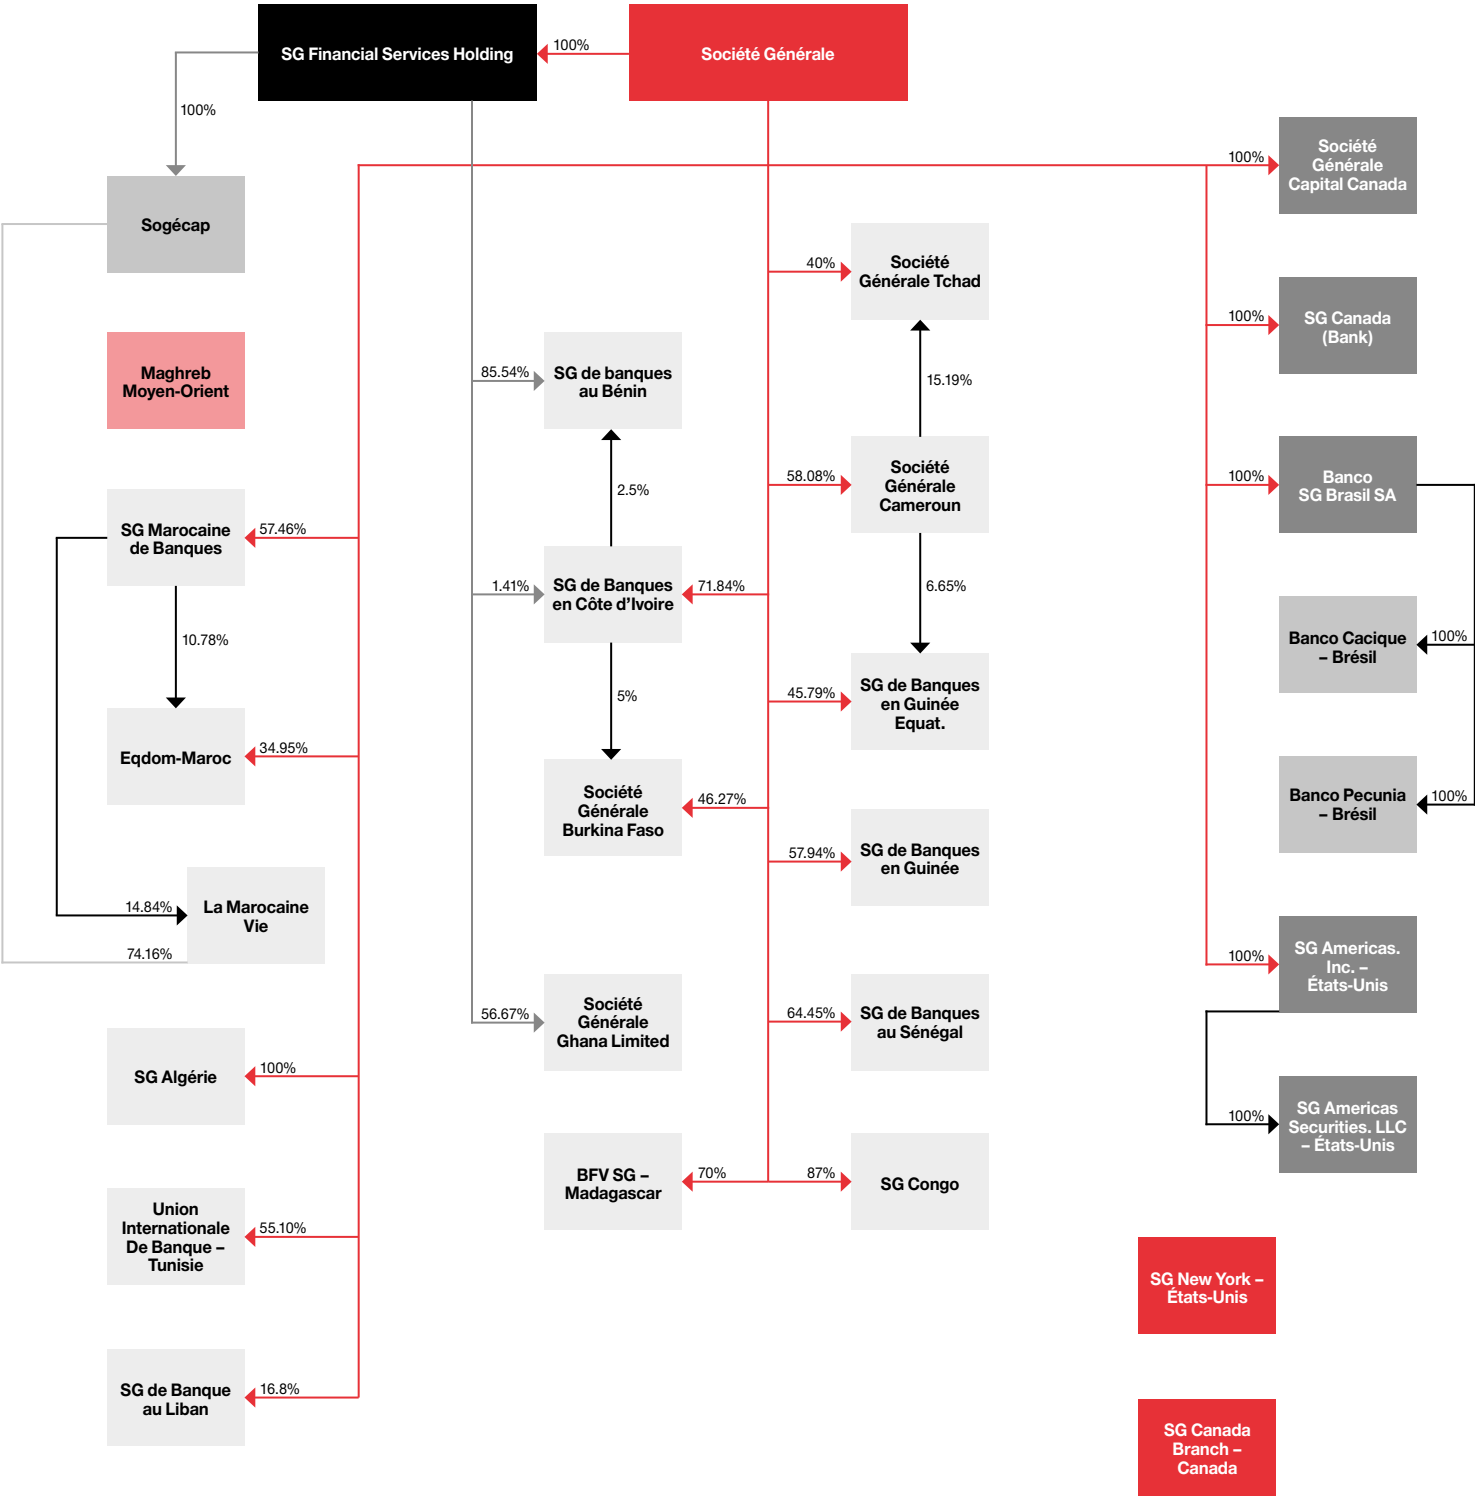 SG Financial Services Holding
100%
Société Générale
100%
Sogécap
Maghreb
Moyen-Orient
SG Marocaine
de Banques
57.46%
10.78%
Eqdom-Maroc
34.95%
14.84%
La Marocaine
Vie
74.16%
SG Algérie
100%
Union
Internationale
De Banque –
Tunisie
55.10%
SG de Banque
au Liban
16.8%
85.54%
SG de banques
au Bénin
2.5%
1.41%
SG de Banques
en Côte d’Ivoire
71.84%
5%
Société
Générale
Burkina Faso
46.27%
56.67%
Société
Générale
Ghana Limited
BFV SG –
Madagascar
70%
40%
Société
Générale Tchad
15.19%
58.08%
Société
Générale
Cameroun
6.65%
45.79%
SG de Banques
en Guinée
Equat.
57.94%
SG de Banques
en Guinée
64.45%
SG de Banques
au Sénégal
87%
SG Congo
100%
Société
Générale
Capital Canada
100%
SG Canada
(Bank)
100%
Banco
SG Brasil SA
Banco Cacique
– Brésil
100%
Banco Pecunia
– Brésil
100%
100%
SG Americas.
Inc. –
États-Unis
100%
SG Americas
Securities. LLC
– États-Unis
SG New York –
États-Unis
SG Canada
Branch –
Canada